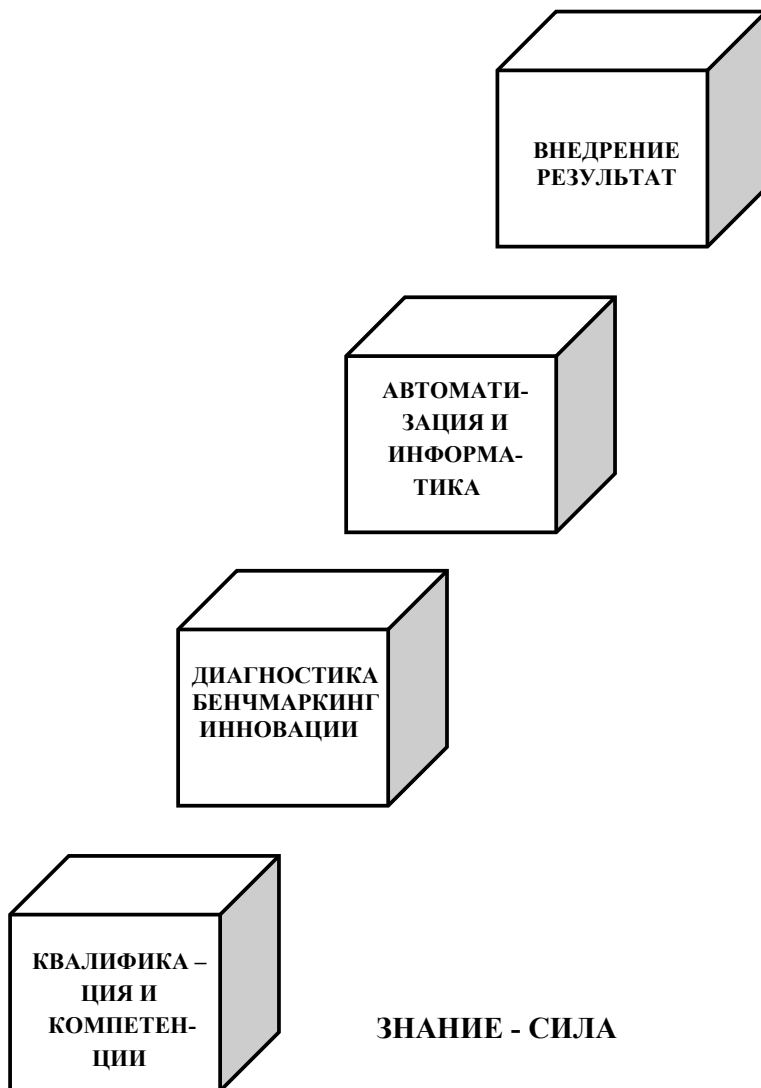 ВНЕДРЕНИЕ
РЕЗУЛЬТАТ
АВТОМАТИ-
ЗАЦИЯ И
ИНФОРМА-
ТИКА
ДИАГНОСТИКА
БЕНЧМАРКИНГ
ИННОВАЦИИ
КВАЛИФИКА –
ЦИЯ И
КОМПЕТЕН-
ЦИИ
ЗНАНИЕ - СИЛА